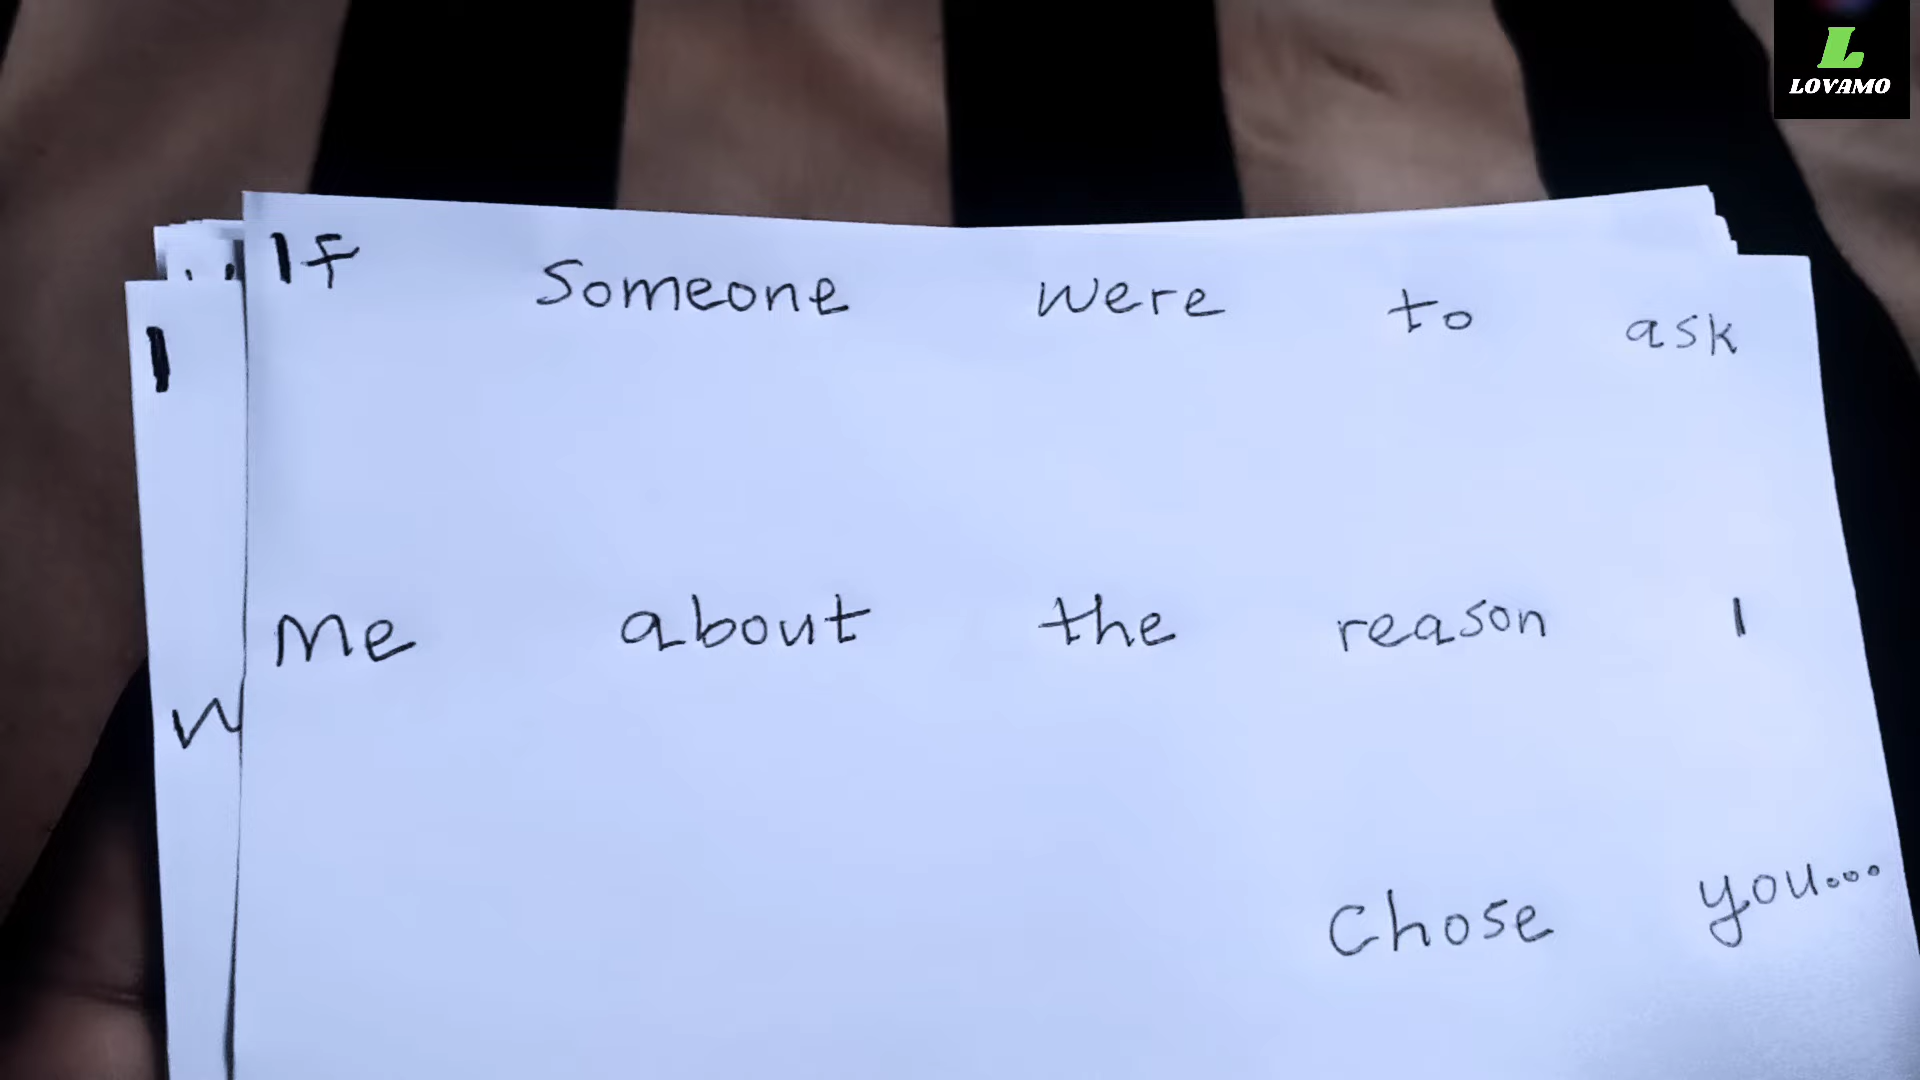 L
LOVAMO
If Someone were to ask
Me about the reason I
Chose you...
I